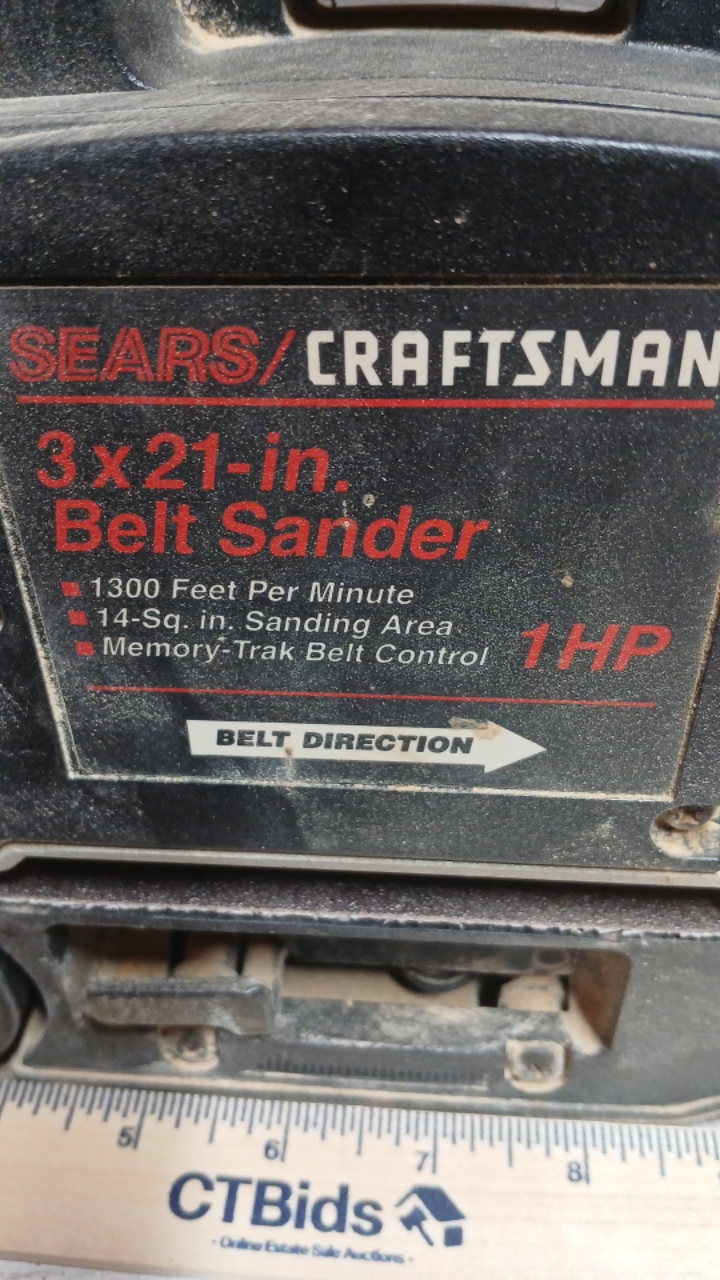 SEARS/CRAFTSMAN
3x21-in.
Belt Sander
1300 Feet Per Minute
14-Sq. in. Sanding Area
Memory-Trak Belt Control
1HP
BELT DIRECTION
5 6 7 8
CTBids
- Online Estate Sale Auctions -